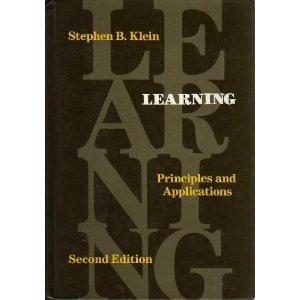 Stephen B. Klein
LE
LEARNING
AR
Principles and
Applications
NI
Second Edition
NG